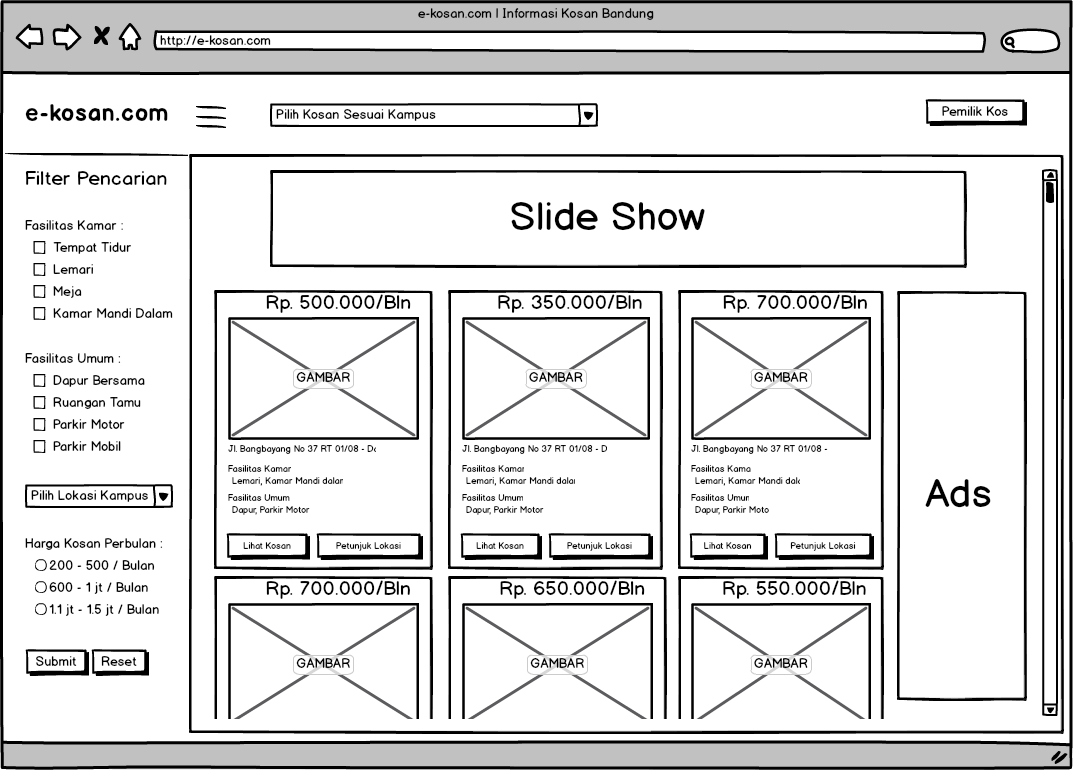 e-kosan.com | Informasi Kosan Bandung
http://e-kosan.com
e-kosan.com
Pilih Kosan Sesuai Kampus
Pemilik Kos
Filter Pencarian
Fasilitas Kamar :
Tempat Tidur
Lemari
Meja
Kamar Mandi Dalam
Fasilitas Umum :
Dapur Bersama
Ruangan Tamu
Parkir Motor
Parkir Mobil
Pilih Lokasi Kampus
Harga Kosan Perbulan :
200 - 500 / Bulan
600 - 1 jt / Bulan
1.1 jt - 1.5 jt / Bulan
Submit Reset
Slide Show
Rp. 500.000/Bln
GAMBAR
Jl. Bangbayang No 37 RT 01/08 -
Fasilitas Kamar
Lemari, Kamar Mandi dalar
Fasilitas Umum
Dapur, Parkir Motor
Lihat Kosan Petunjuk Lokasi
Rp. 350.000/Bln
GAMBAR
Jl. Bangbayang No 37 RT 01/08 - D
Fasilitas Kamar
Lemari, Kamar Mandi dalai
Fasilitas Umum
Dapur, Parkir Motor
Lihat Kosan Petunjuk Lokasi
Rp. 700.000/Bln
GAMBAR
Jl. Bangbayang No 37 RT 01/08 -
Fasilitas Kama
Lemari, Kamar Mandi
Fasilitas Umur
Dapur, Parkir Moto
Lihat Kosan Petunjuk Lokasi
Rp. 700.000/Bln
GAMBAR
Rp. 650.000/Bln
GAMBAR
Rp. 550.000/Bln
GAMBAR
Ads